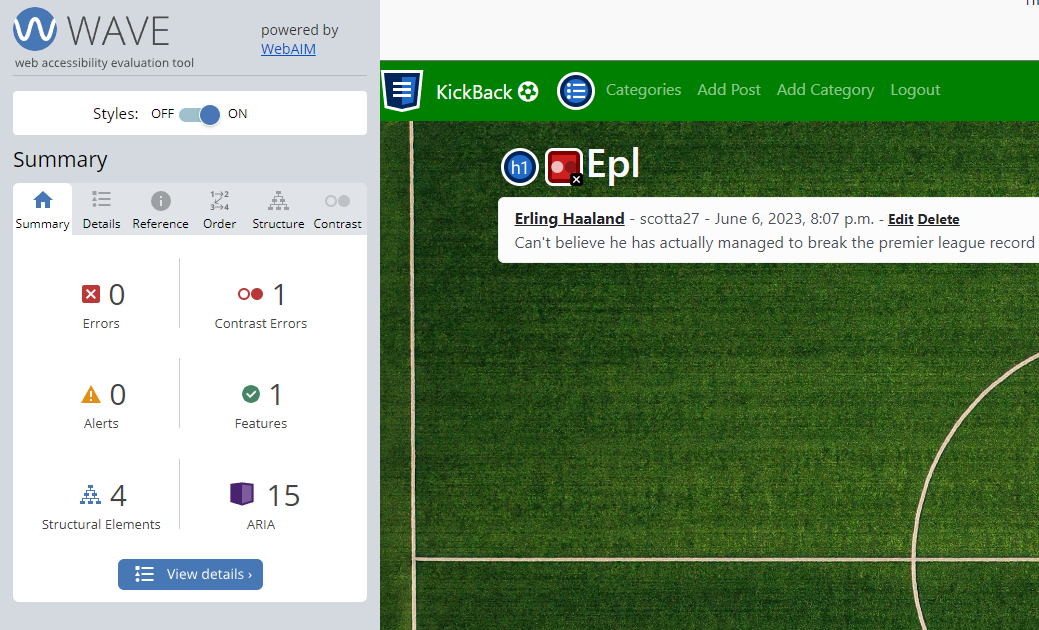 WAVE
web accessibility evaluation tool
powered by
WebAIM
Styles: OFF ON
Summary
Summary Details Reference Order Structure Contrast
0
Errors
1
Contrast Errors
0
Alerts
1
Features
4
Structural Elements
15
ARIA
View details ›
KickBack Categories Add Post Add Category Logout
h1 Epl
Erling Haaland - scotta27 - June 6, 2023, 8:07 p.m. - Edit Delete
Can't believe he has actually managed to break the premier league record